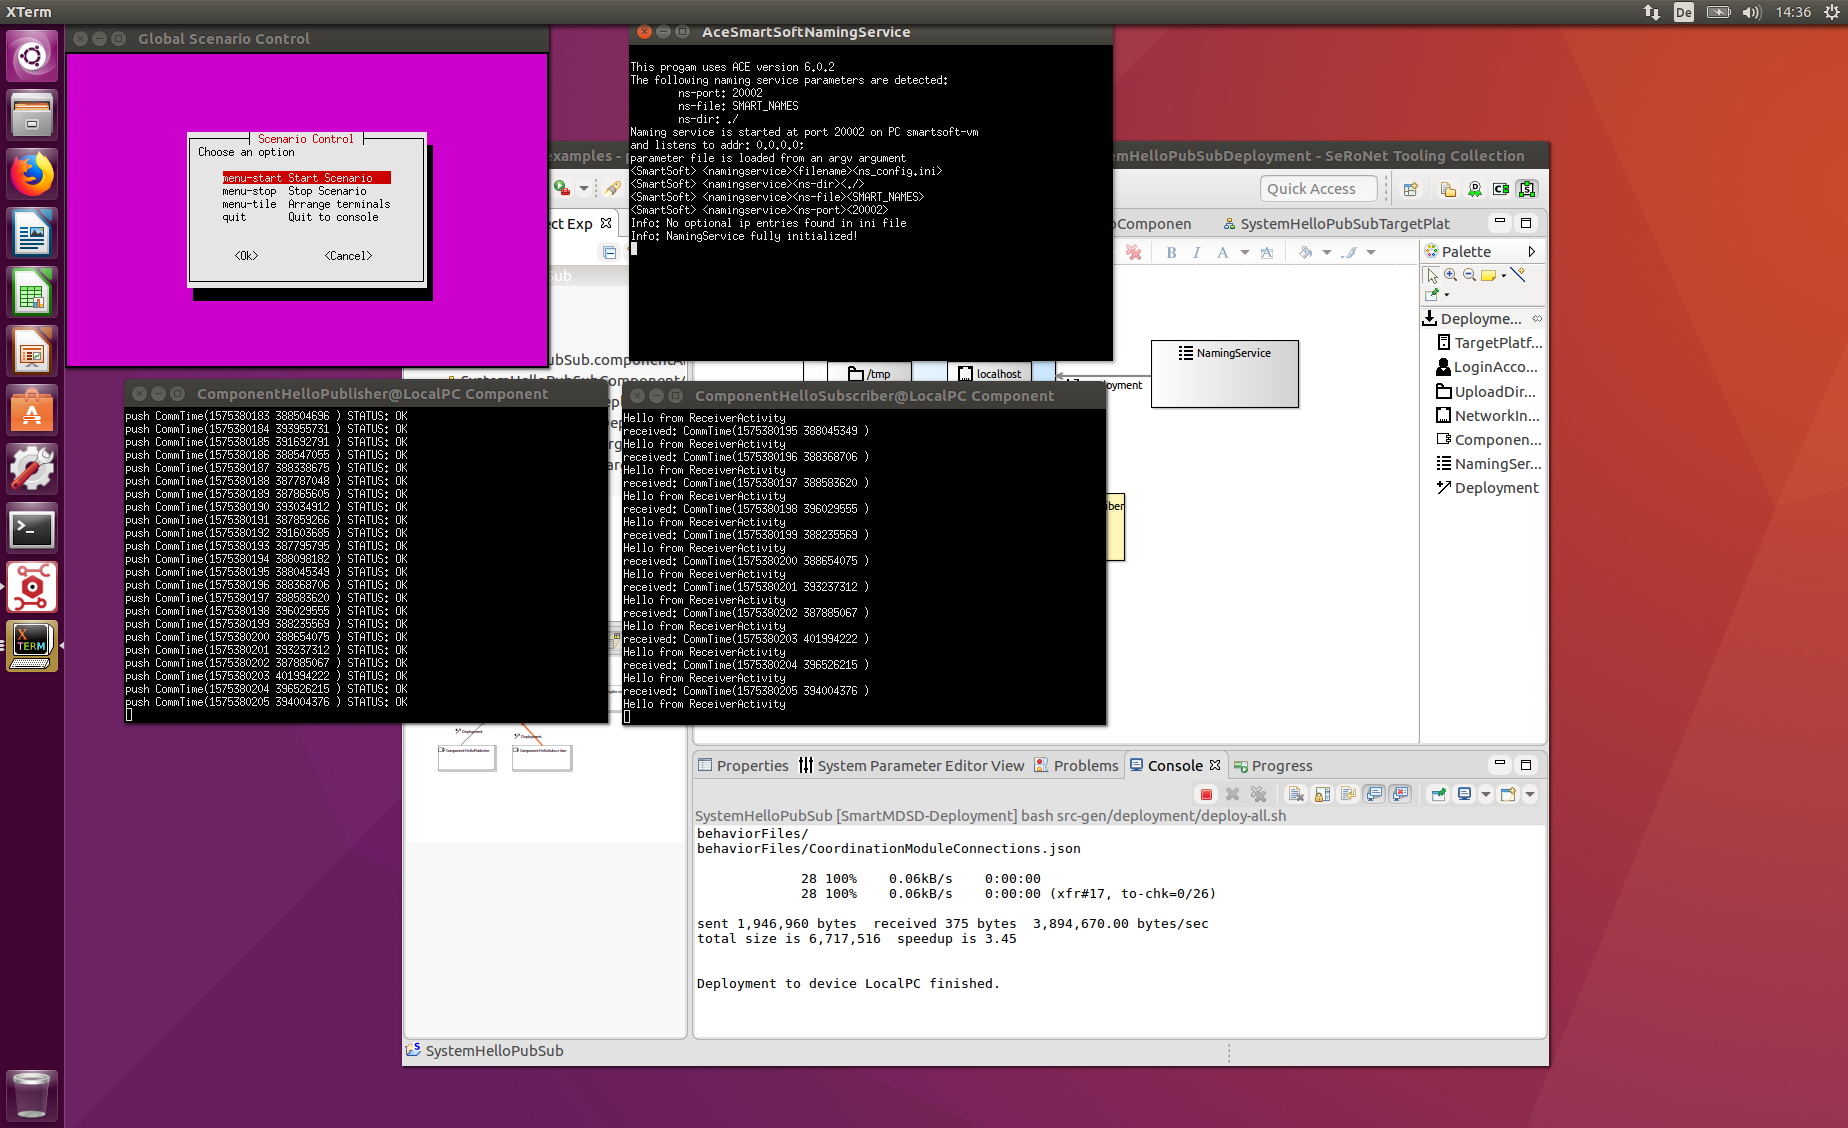 XTerm
De
14:36
Global Scenario Control
Scenario Control
Choose an option
menu-start Start Scenario
menu-stop Stop Scenario
menu-tile Arrange terminals
quit Quit to console
<Ok> <Cancel>
AceSmartSoftNamingService
This progam uses ACE version 6.0.2
The following naming service parameters are detected:
ns-port: 20002
ns-file: SMART_NAMES
ns-dir: ./
Naming service is started at port 20002 on PC smartsoft-vm
and listens to addr: 0.0.0.0;
parameter file is loaded from an argv argument
<SmartSoft> <namingservice><filename><ns_config.ini>
<SmartSoft> <namingservice><ns-dir><./>
<SmartSoft> <namingservice><ns-file><SMART_NAMES>
<SmartSoft> <namingservice><ns-port><20002>
Info: No optional ip entries found in ini file
Info: NamingService fully initialized!
examples - p
emHelloPubSubDeployment - SeRoNet Tooling Collection
Quick Access
ect Exp
oComponen
SystemHelloPubSubTargetPlat
B I A
Palette
Deployme...
TargetPlatf...
LoginAcco...
UploadDir...
NetworkIn...
Componen...
NamingSer...
Deployment
NamingService
/tmp
localhost
oyment
iber
ubSub.componentA
SystemHelloPubSubComponent/
ComponentHelloPublisher@LocalPC Component
push CommTime(1575380183 388504696 ) STATUS: OK
push CommTime(1575380184 393955731 ) STATUS: OK
push CommTime(1575380185 391692791 ) STATUS: OK
push CommTime(1575380186 388547055 ) STATUS: OK
push CommTime(1575380187 388338675 ) STATUS: OK
push CommTime(1575380188 387787048 ) STATUS: OK
push CommTime(1575380189 387865605 ) STATUS: OK
push CommTime(1575380190 393034912 ) STATUS: OK
push CommTime(1575380191 387859266 ) STATUS: OK
push CommTime(1575380192 391603685 ) STATUS: OK
push CommTime(1575380193 387795795 ) STATUS: OK
push CommTime(1575380194 388098182 ) STATUS: OK
push CommTime(1575380195 388045349 ) STATUS: OK
push CommTime(1575380196 388368706 ) STATUS: OK
push CommTime(1575380197 388583620 ) STATUS: OK
push CommTime(1575380198 396029555 ) STATUS: OK
push CommTime(1575380199 388235569 ) STATUS: OK
push CommTime(1575380200 388654075 ) STATUS: OK
push CommTime(1575380201 393237312 ) STATUS: OK
push CommTime(1575380202 387885067 ) STATUS: OK
push CommTime(1575380203 401994222 ) STATUS: OK
push CommTime(1575380204 396526215 ) STATUS: OK
push CommTime(1575380205 394004376 ) STATUS: OK
ComponentHelloSubscriber@LocalPC Component
Hello from ReceiverActivity
received: CommTime(1575380195 388045349 )
Hello from ReceiverActivity
received: CommTime(1575380196 388368706 )
Hello from ReceiverActivity
received: CommTime(1575380197 388583620 )
Hello from ReceiverActivity
received: CommTime(1575380198 396029555 )
Hello from ReceiverActivity
received: CommTime(1575380199 388235569 )
Hello from ReceiverActivity
received: CommTime(1575380200 388654075 )
Hello from ReceiverActivity
received: CommTime(1575380201 393237312 )
Hello from ReceiverActivity
received: CommTime(1575380202 387885067 )
Hello from ReceiverActivity
received: CommTime(1575380203 401994222 )
Hello from ReceiverActivity
received: CommTime(1575380204 396526215 )
Hello from ReceiverActivity
received: CommTime(1575380205 394004376 )
Hello from ReceiverActivity
Deployment
Deployment
ComponentHelloPublisher
ComponentHelloSubscriber
Properties
System Parameter Editor View
Problems
Console
Progress
SystemHelloPubSub [SmartMDSD-Deployment] bash src-gen/deployment/deploy-all.sh
behaviorFiles/
behaviorFiles/CoordinationModuleConnections.json
28 100% 0.06kB/s 0:00:00
28 100% 0.06kB/s 0:00:00 (xfr#17, to-chk=0/26)
sent 1,946,960 bytes received 375 bytes 3,894,670.00 bytes/sec
total size is 6,717,516 speedup is 3.45
Deployment to device LocalPC finished.
SystemHelloPubSub
X
TERM